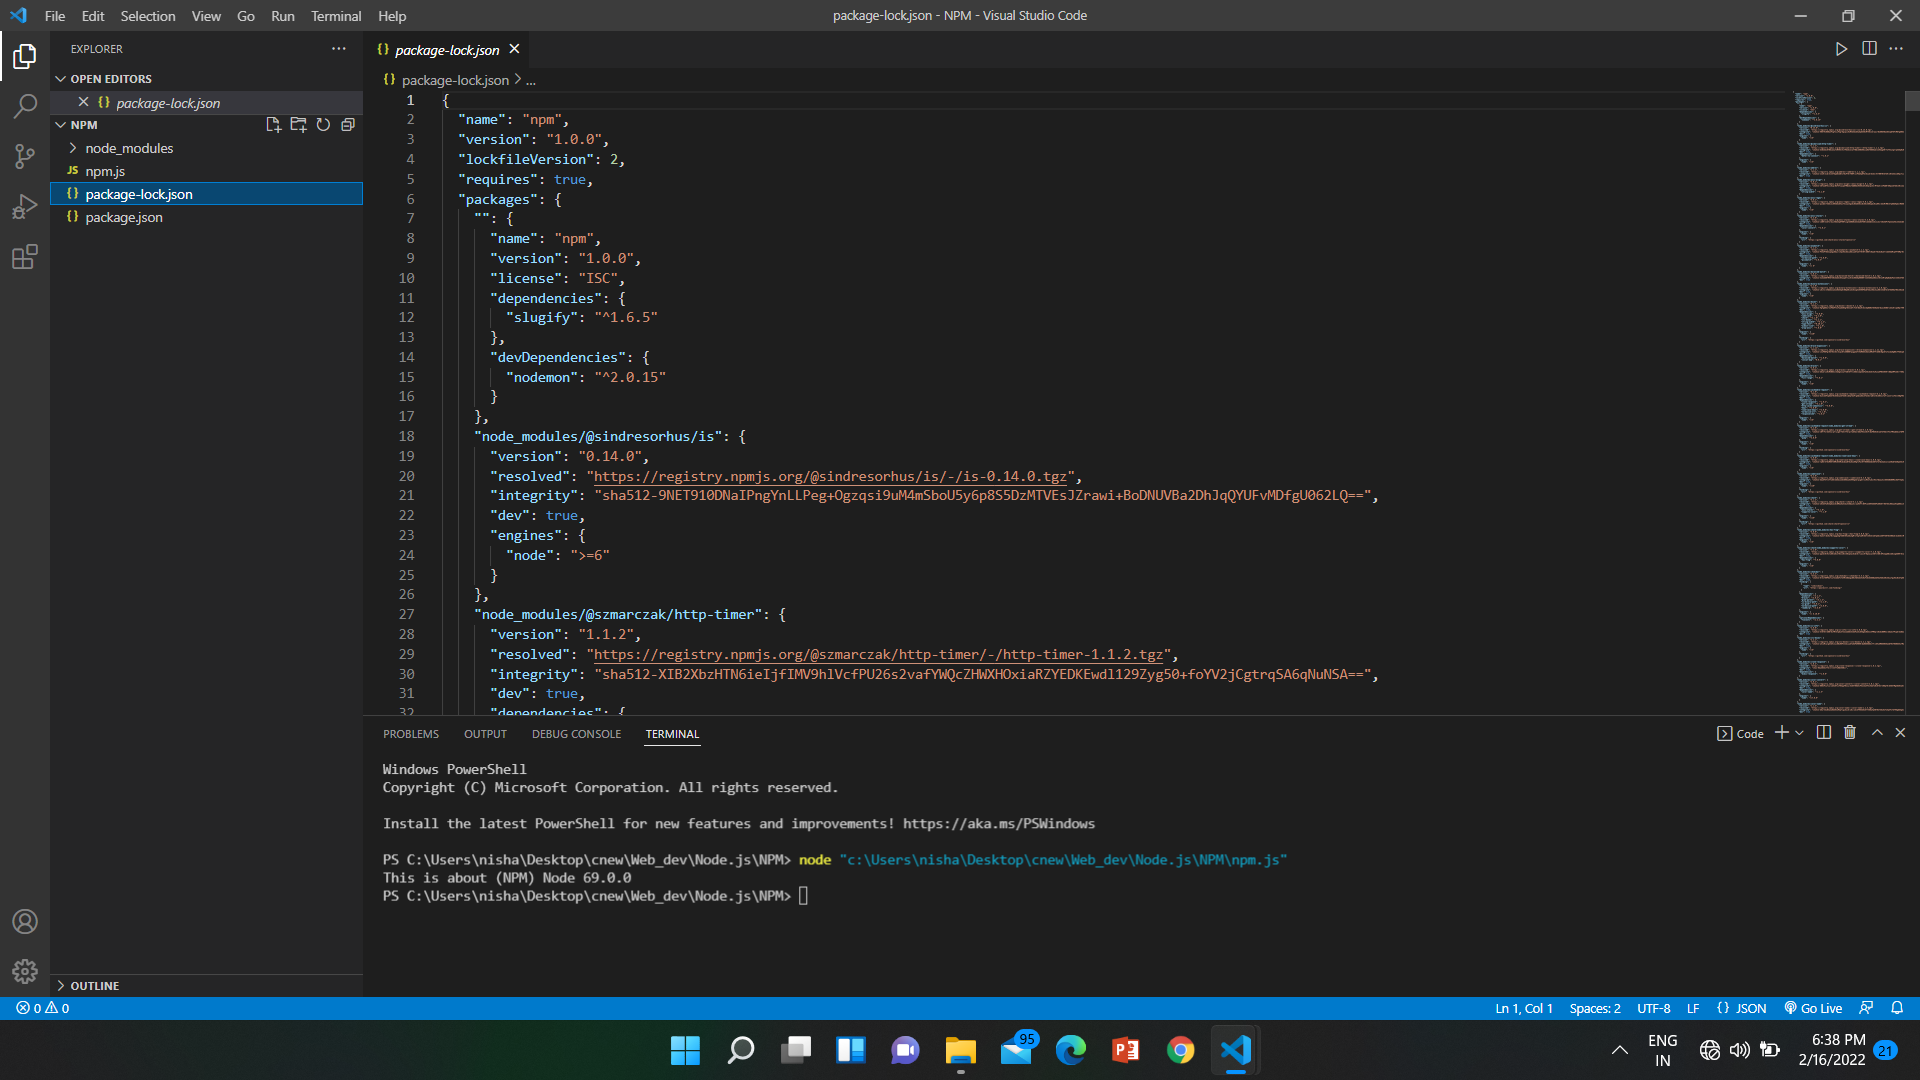 File Edit Selection View Go Run Terminal Help
package-lock.json - NPM - Visual Studio Code
EXPLORER
OPEN EDITORS
package-lock.json
NPM
node_modules
JS npm.js
{} package-lock.json
{} package.json
OUTLINE
{} package-lock.json
{} package-lock.json > ...
1 {
2 "name": "npm",
3 "version": "1.0.0",
4 "lockfileVersion": 2,
5 "requires": true,
6 "packages": {
7 "": {
8 "name": "npm",
9 "version": "1.0.0",
10 "license": "ISC",
11 "dependencies": {
12 "slugify": "^1.6.5"
13 },
14 "devDependencies": {
15 "nodemon": "^2.0.15"
16 }
17 },
18 "node_modules/@sindresorhus/is": {
19 "version": "0.14.0",
20 "resolved": "https://registry.npmjs.org/@sindresorhus/is/-/is-0.14.0.tgz",
21 "integrity": "sha512-9NET910DNaIPngYnLLPeg+Ogzqsi9uM4mSboU5y6p8S5DzMTVEsJZrawi+BoDNUVBa2DhJqQYUFvMDfgU062LQ==",
22 "dev": true,
23 "engines": {
24 "node": ">=6"
25 }
26 },
27 "node_modules/@szmarczak/http-timer": {
28 "version": "1.1.2",
29 "resolved": "https://registry.npmjs.org/@szmarczak/http-timer/-/http-timer-1.1.2.tgz",
30 "integrity": "sha512-XIB2XbzHTN6ieIjfIMV9hlVcfPU26s2vafYWQcZHWXHOxiaRZYEDKEwdl129Zyg50+foYV2jCgtrqSA6qNuNSA==",
31 "dev": true,
32 "dependencies": {
PROBLEMS OUTPUT DEBUG CONSOLE TERMINAL
Code
Windows PowerShell
Copyright (C) Microsoft Corporation. All rights reserved.
Install the latest PowerShell for new features and improvements! https://aka.ms/PSWindows
PS C:\Users\nisha\Desktop\cnew\Web_dev\Node.js\NPM> node "c:\Users\nisha\Desktop\cnew\Web_dev\Node.js\NPM\npm.js"
This is about (NPM) Node 69.0.0
PS C:\Users\nisha\Desktop\cnew\Web_dev\Node.js\NPM>
0 0
Ln 1, Col 1 Spaces: 2 UTF-8 LF {} JSON Go Live
95
ENG
IN
6:38 PM
2/16/2022
21